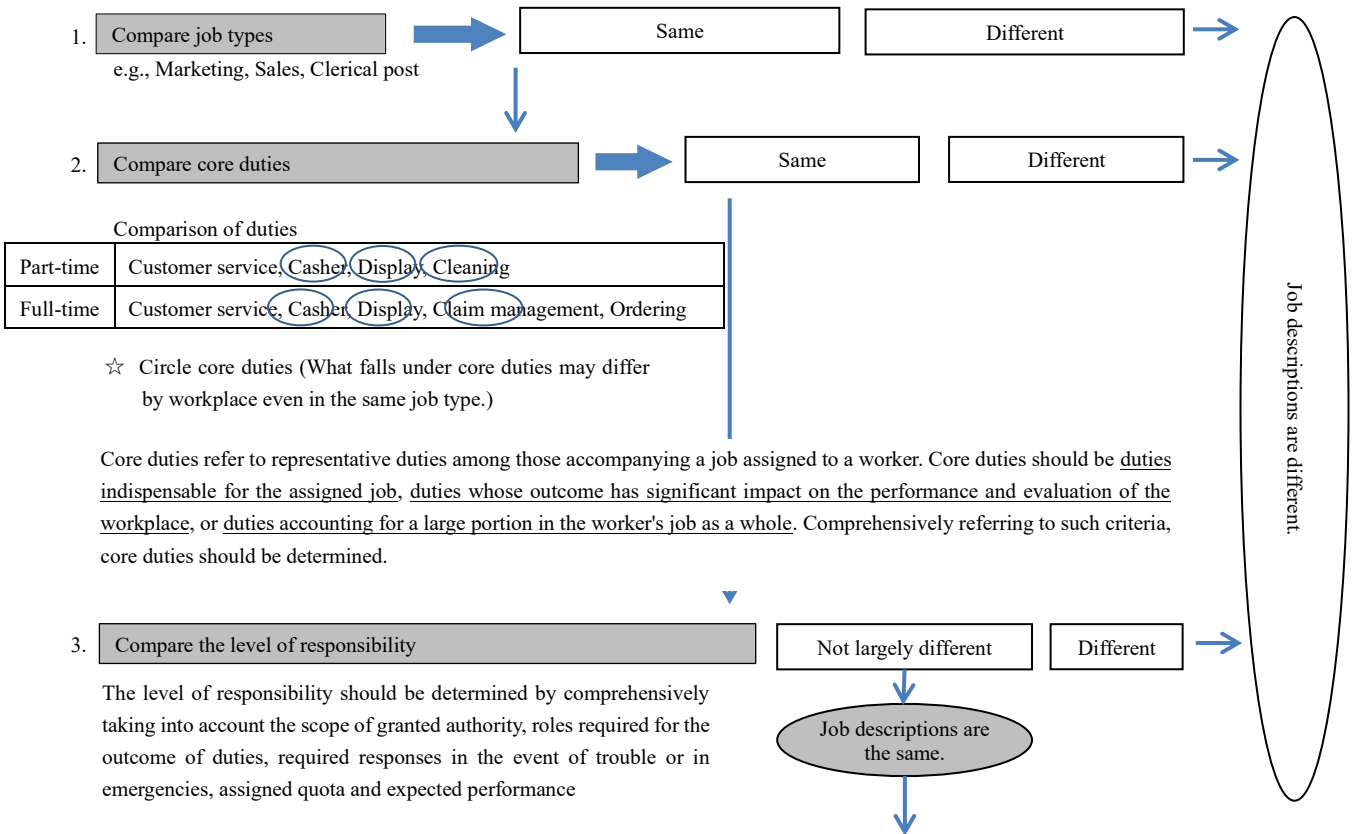 1. Compare job types
Same
Different
e.g., Marketing, Sales, Clerical post
2. Compare core duties
Same
Different
Comparison of duties
Part-time Customer service, Casher, Display, Cleaning
Full-time Customer service, Casher, Display, Claim management, Ordering
☆ Circle core duties (What falls under core duties may differ
by workplace even in the same job type.)
Core duties refer to representative duties among those accompanying a job assigned to a worker. Core duties should be duties
indispensable for the assigned job, duties whose outcome has significant impact on the performance and evaluation of the
workplace, or duties accounting for a large portion in the worker's job as a whole. Comprehensively referring to such criteria,
core duties should be determined.
3. Compare the level of responsibility
Not largely different
Different
The level of responsibility should be determined by comprehensively
taking into account the scope of granted authority, roles required for the
outcome of duties, required responses in the event of trouble or in
emergencies, assigned quota and expected performance
Job descriptions are
the same.
Job descriptions are different.